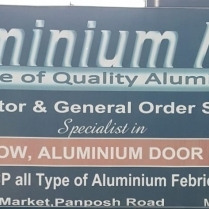 minium
e of Quality Alum
tor & General Order S
Specialist in
OW, ALUMINIUM DOOR
P all Type of Aluminium Febric
Market,Panposh Road M